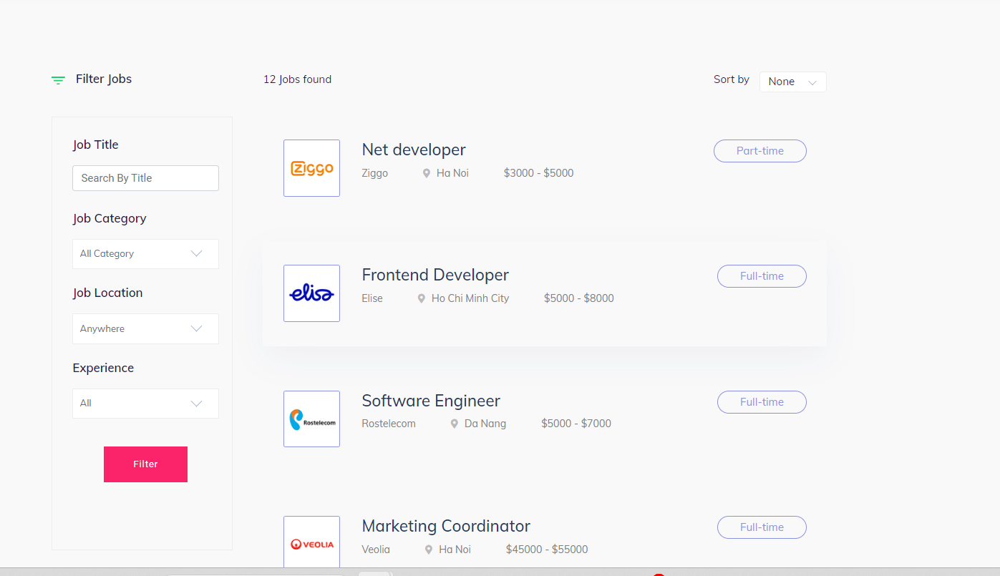 Filter Jobs
12 Jobs found
Sort by
None
Job Title
Search By Title
Job Category
All Category
Job Location
Anywhere
Experience
All
Filter
ziggo
Net developer
Part-time
Ziggo
Ha Noi
$3000 - $5000
elisa
Frontend Developer
Full-time
Elise
Ho Chi Minh City
$5000 - $8000
Rostelecom
Software Engineer
Full-time
Rostelecom
Da Nang
$5000 - $7000
VEOLIA
Marketing Coordinator
Full-time
Veolia
Ha Noi
$45000 - $55000